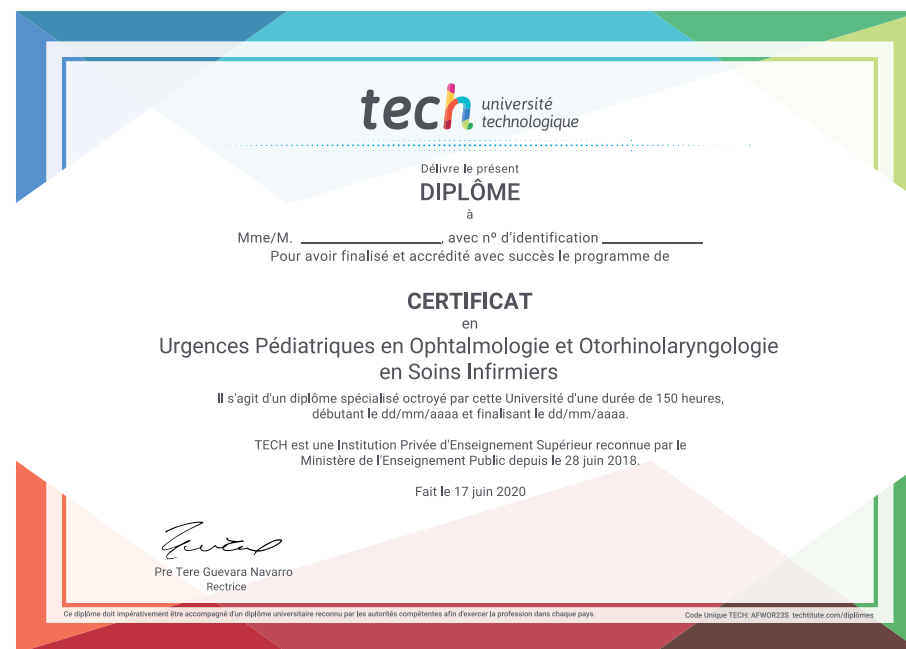 tech université
technologique
Délivre le présent
DIPLÔME
à
Mme/M. ____________________, avec nº d'identification ______________
Pour avoir finalisé et accrédité avec succès le programme de
CERTIFICAT
en
Urgences Pédiatriques en Ophtalmologie et Otorhinolaryngologie
en Soins Infirmiers
Il s'agit d'un diplôme spécialisé octroyé par cette Université d'une durée de 150 heures,
débutant le dd/mm/aaaa et finalisant le dd/mm/aaaa.
TECH est une Institution Privée d'Enseignement Supérieur reconnue par le
Ministère de l'Enseignement Public depuis le 28 juin 2018.
Fait le 17 juin 2020
Pre Tere Guevara Navarro
Rectrice
Ce diplôme doit impérativement être accompagné d'un diplôme universitaire reconnu par les autorités compétentes afin d'exercer la profession dans chaque pays.
Code Unique TECH: AFWOR23S techtitute.com/diplômes